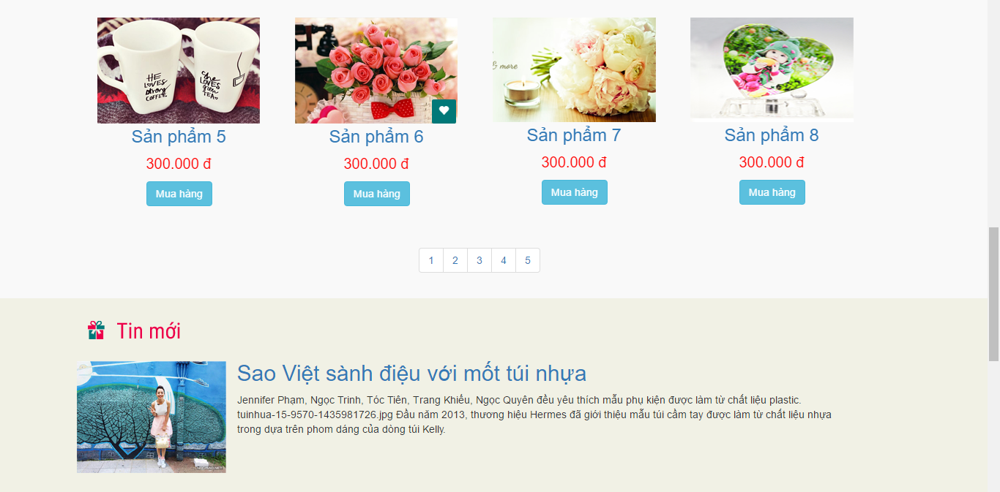 HE
LOVES
strong
COFFEE.
She
LOVES
green
TEA.
& more
Sản phẩm 5
Sản phẩm 6
Sản phẩm 7
Sản phẩm 8
300.000 đ
300.000 đ
300.000 đ
300.000 đ
Mua hàng
Mua hàng
Mua hàng
Mua hàng
1 2 3 4 5
Tin mới
Sao Việt sành điệu với mốt túi nhựa
Jennifer Phạm, Ngọc Trinh, Tóc Tiên, Trang Khiếu, Ngọc Quyên đều yêu thích mẫu phụ kiện được làm từ chất liệu plastic.
tuinhua-15-9570-1435981726.jpg Đầu năm 2013, thương hiệu Hermes đã giới thiệu mẫu túi cầm tay được làm từ chất liệu nhựa
trong dựa trên phom dáng của dòng túi Kelly.